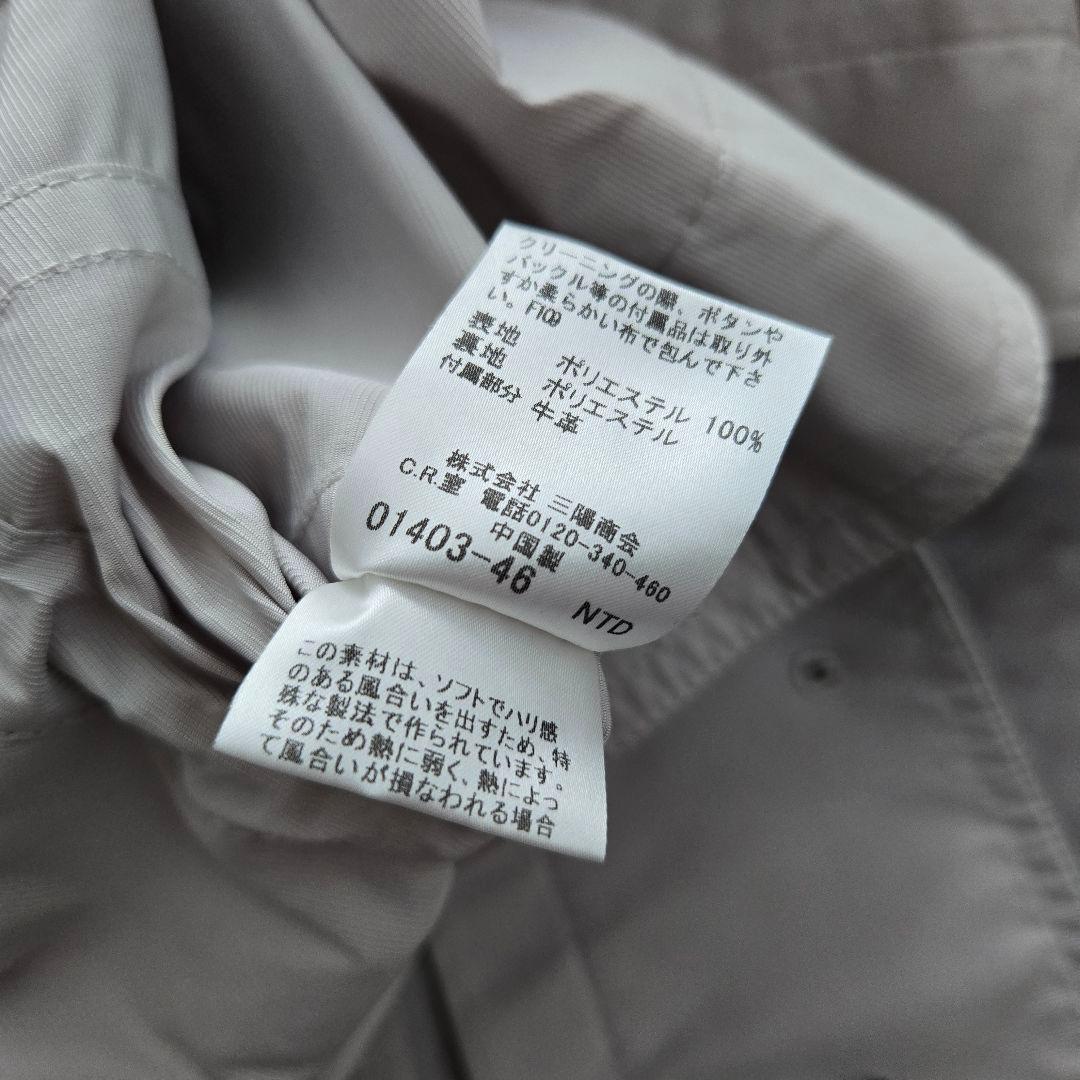 クリーニングの際、ボタンや
バックル等の付属品は取り外
すか柔らかい布で包んで下さ
い。F109
表地 ポリエステル 100%
裏地 ポリエステル
付属部分 牛革
株式会社 三陽商会
C.R.室 電話0120-340-460
中国製
01403-46 NTD
この素材は、ソフトでハリ感
のある風合いを出すため、特
殊な製法で作られています。
そのため熱に弱く、熱によっ
て風合いが損なわれる場合